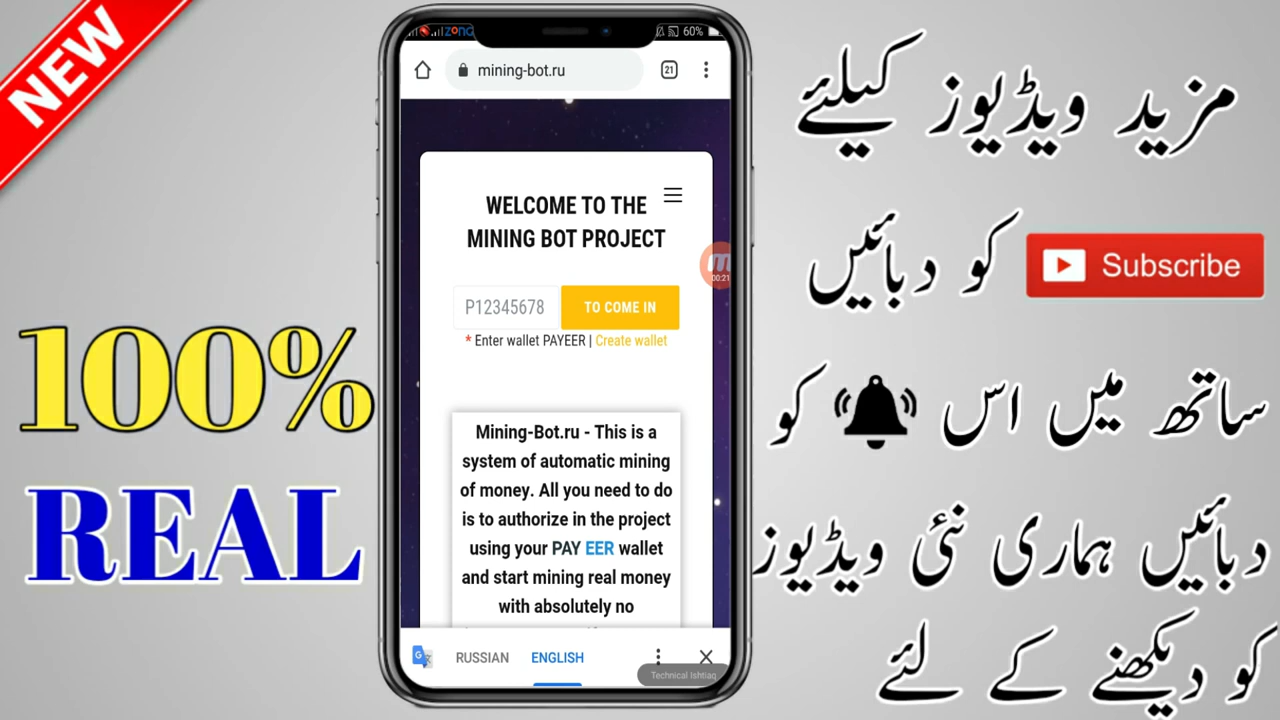 NEW
100%
REAL
zong
60%
mining-bot.ru
21
WELCOME TO THE
MINING BOT PROJECT
00:21
P12345678
TO COME IN
* Enter wallet PAYEER | Create wallet
Mining-Bot.ru - This is a
system of automatic mining
of money. All you need to do
is to authorize in the project
using your PAY EER wallet
and start mining real money
with absolutely no
RUSSIAN
ENGLISH
Technical Ishtiaq
مزید ویڈیوز کیلئے
Subscribe کو دبائیں
ساتھ میں اس کو
دبائیں ہماری نئی ویڈیوز
کو دیکھنے کے لئے